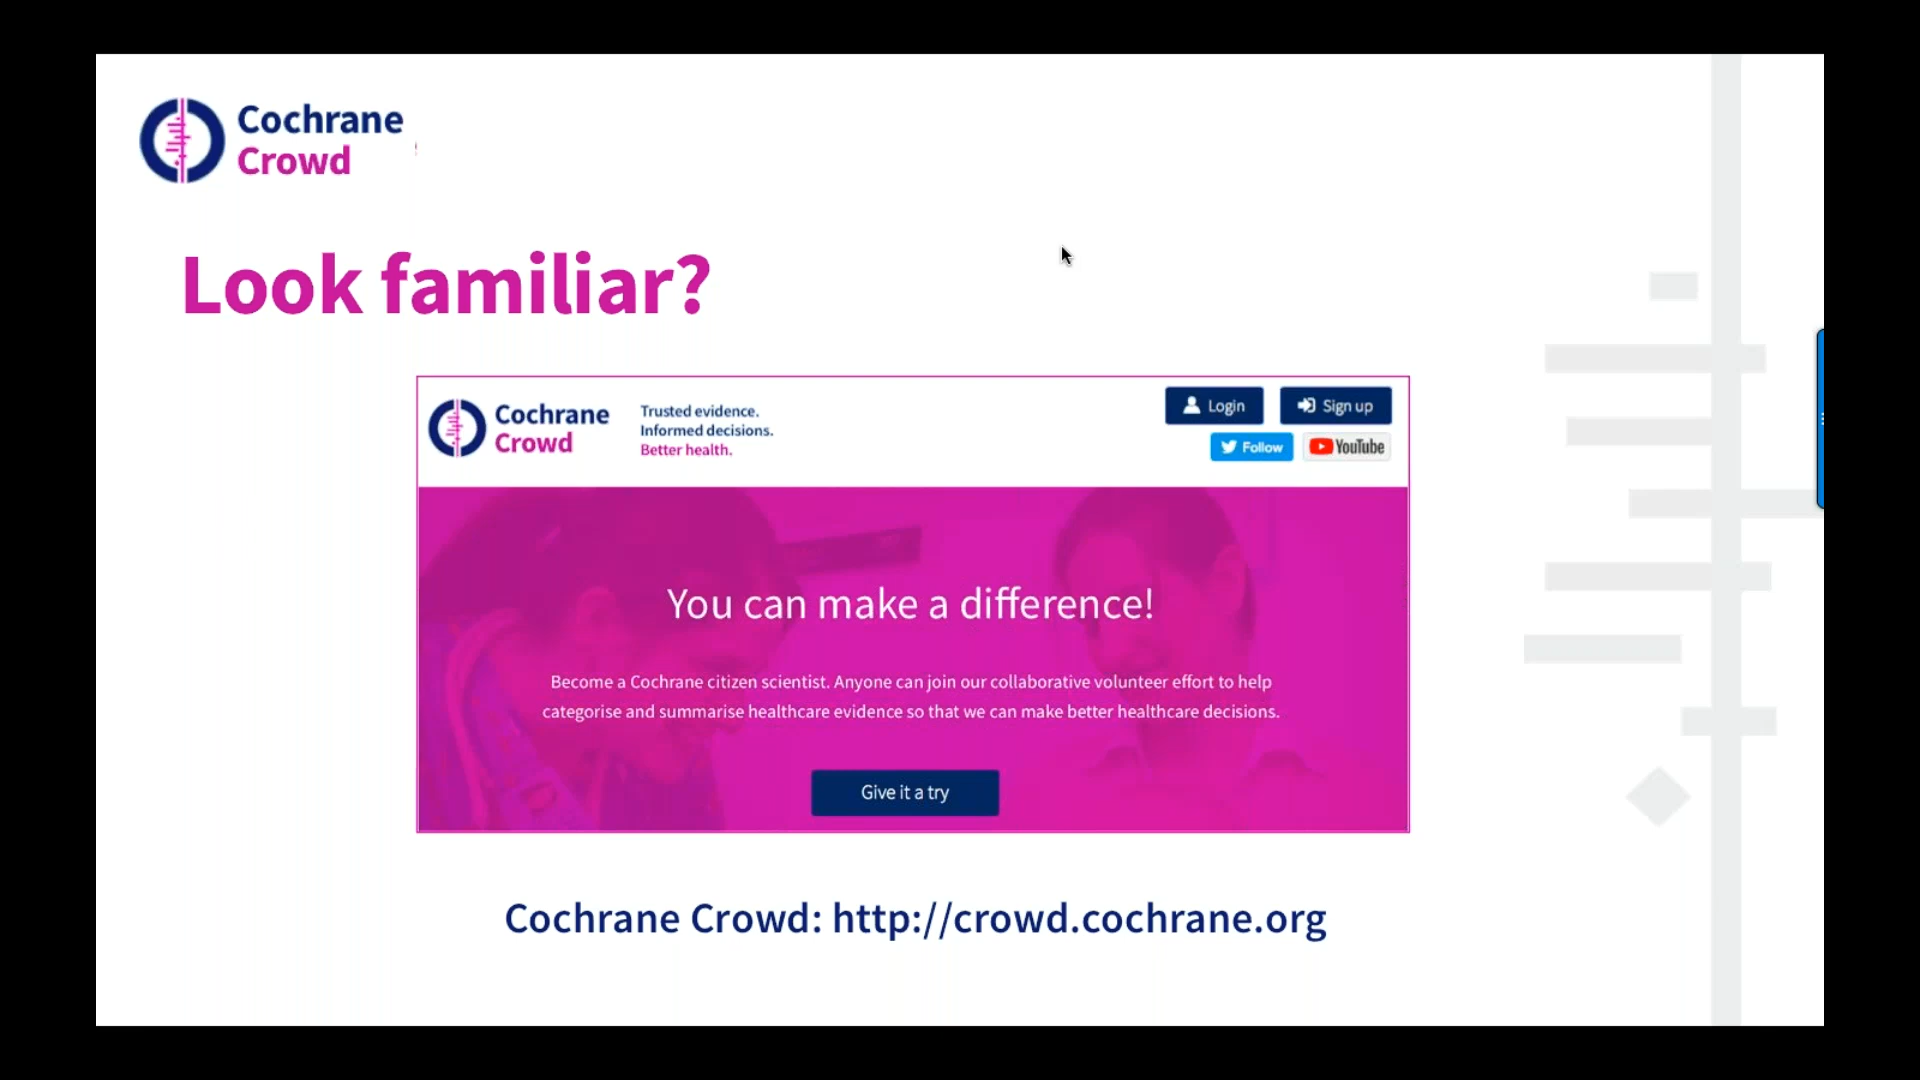 Cochrane
Crowd
Look familiar?
Cochrane
Crowd
Trusted evidence.
Informed decisions.
Better health.
Login
Sign up
Follow
YouTube
You can make a difference!
Become a Cochrane citizen scientist. Anyone can join our collaborative volunteer effort to help
categorise and summarise healthcare evidence so that we can make better healthcare decisions.
Give it a try
Cochrane Crowd: http://crowd.cochrane.org